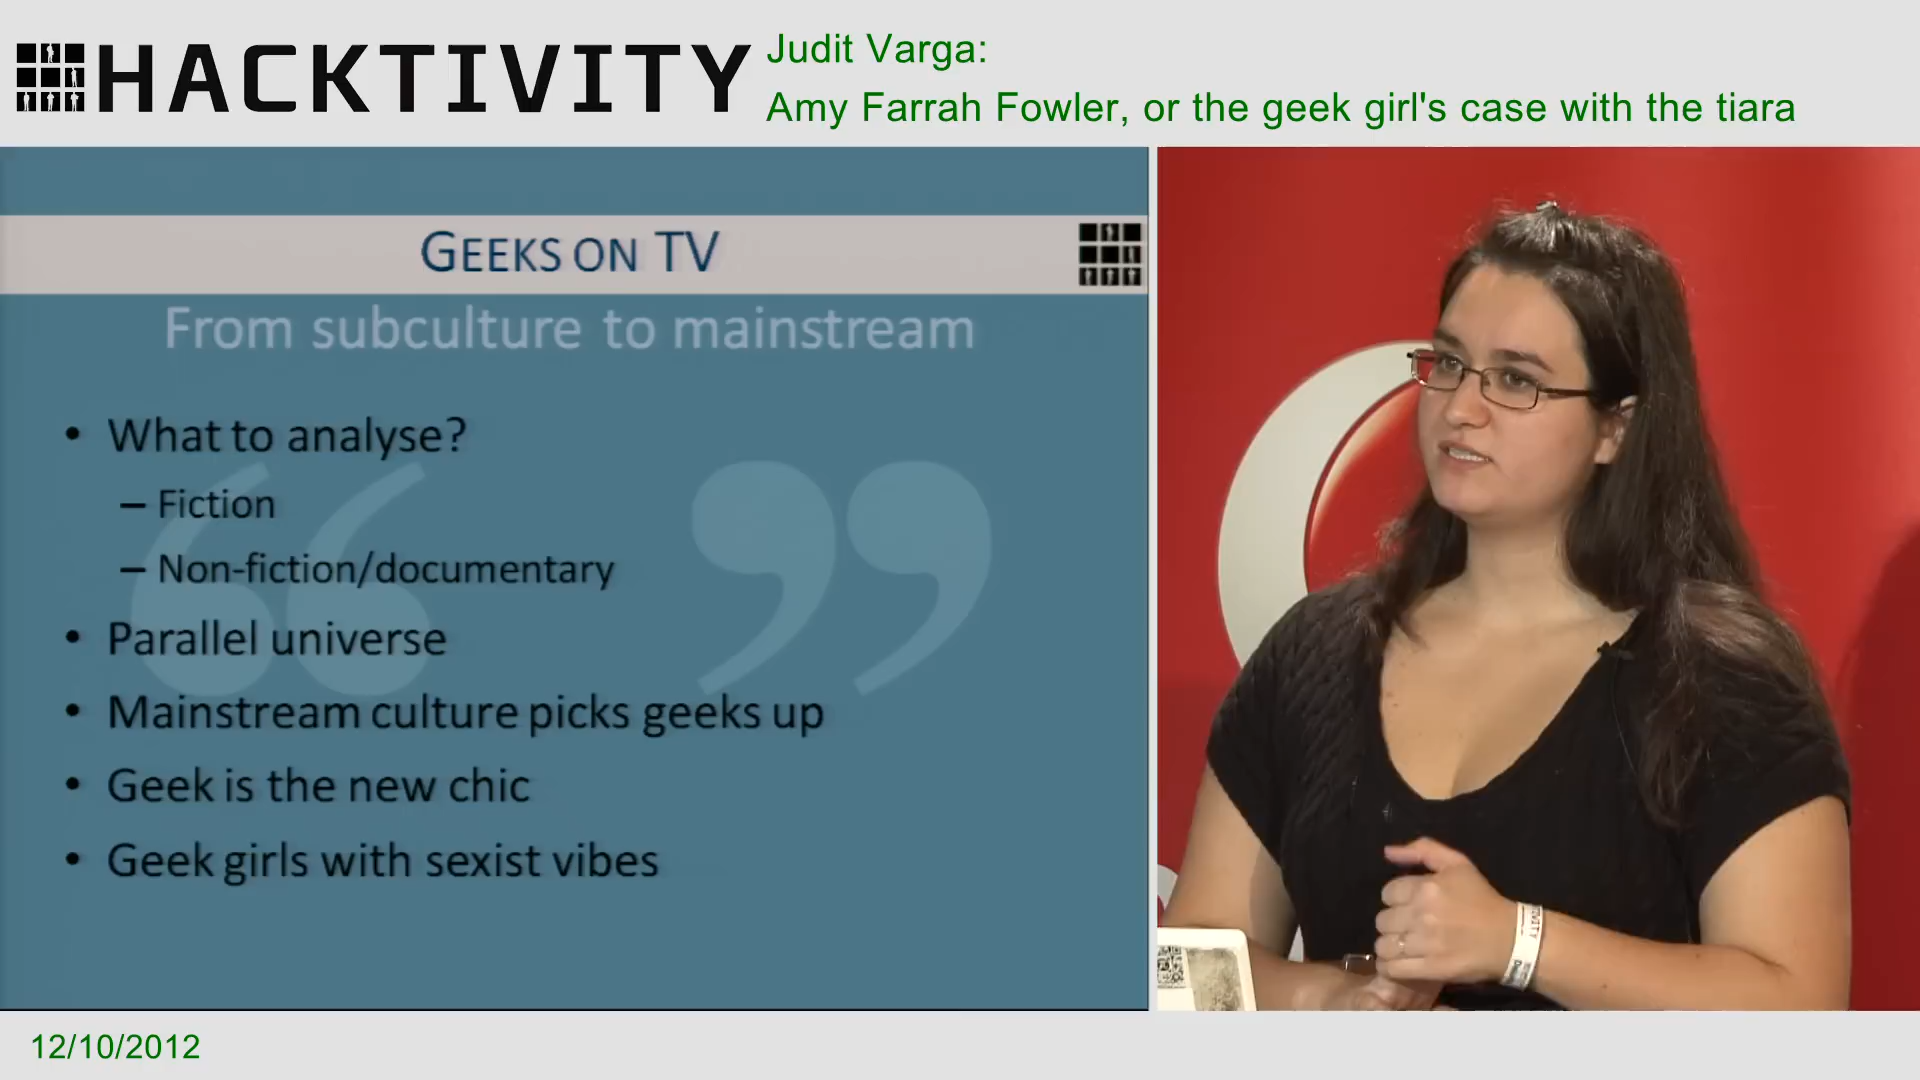 HACKTIVITY
Judit Varga:
Amy Farrah Fowler, or the geek girl's case with the tiara
GEEKS ON TV
From subculture to mainstream
• What to analyse?
– Fiction
– Non-fiction/documentary
• Parallel universe
• Mainstream culture picks geeks up
• Geek is the new chic
• Geek girls with sexist vibes
12/10/2012